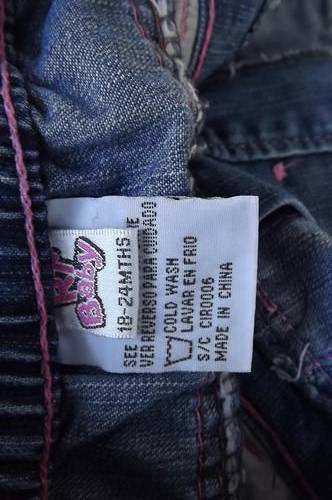 Baby
18-24MTHS
SEE
VER REVERSO PARA CUIDADO
COLD WASH
LAVAR EN FRIO
S/C CIR0006
MADE IN CHINA